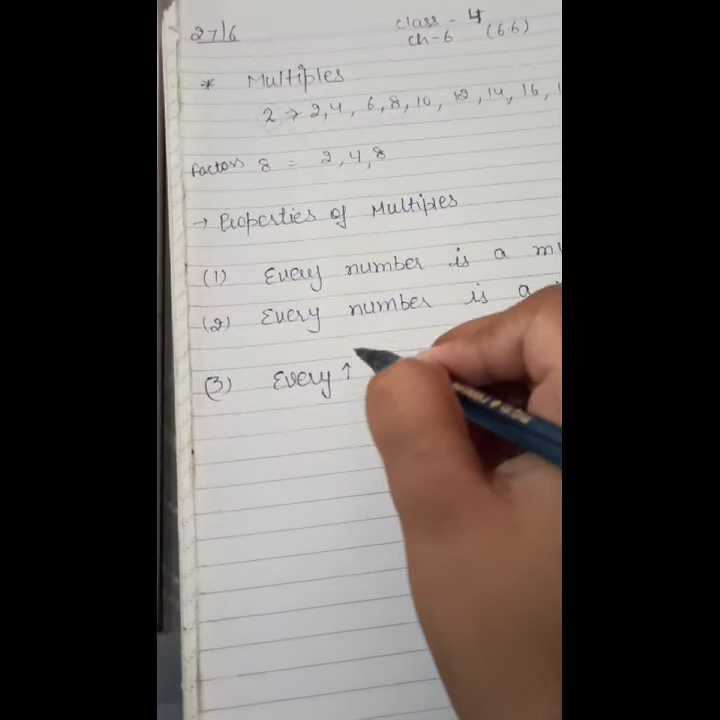 27/6
class - 4
ch-6 (66)
* Multiples
2 → 2, 4, 6, 8, 10, 12, 14, 16,
Factors 8 = 2, 4, 8
→ Properties of Multiples
(1) Every number is a mu
(2) Every number is a
(3) Every